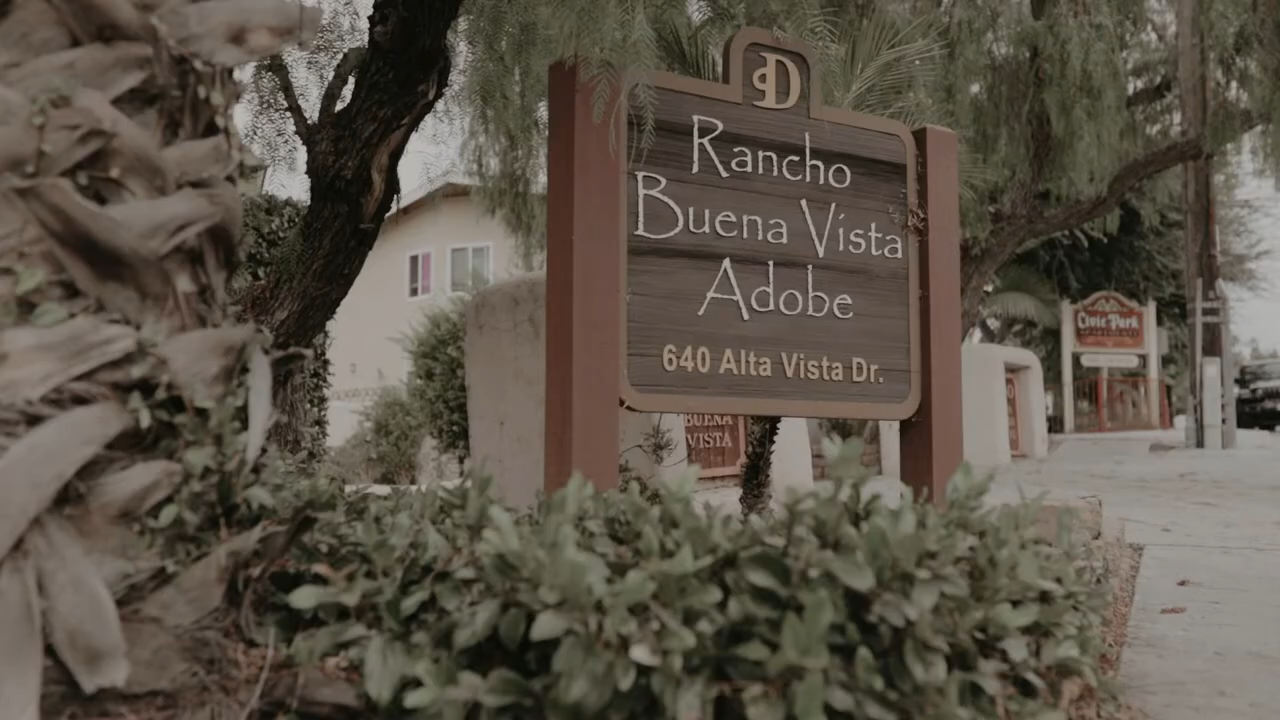 D
Rancho
Buena Vista
Adobe
640 Alta Vista Dr.
BUENA
VISTA
Civic Park